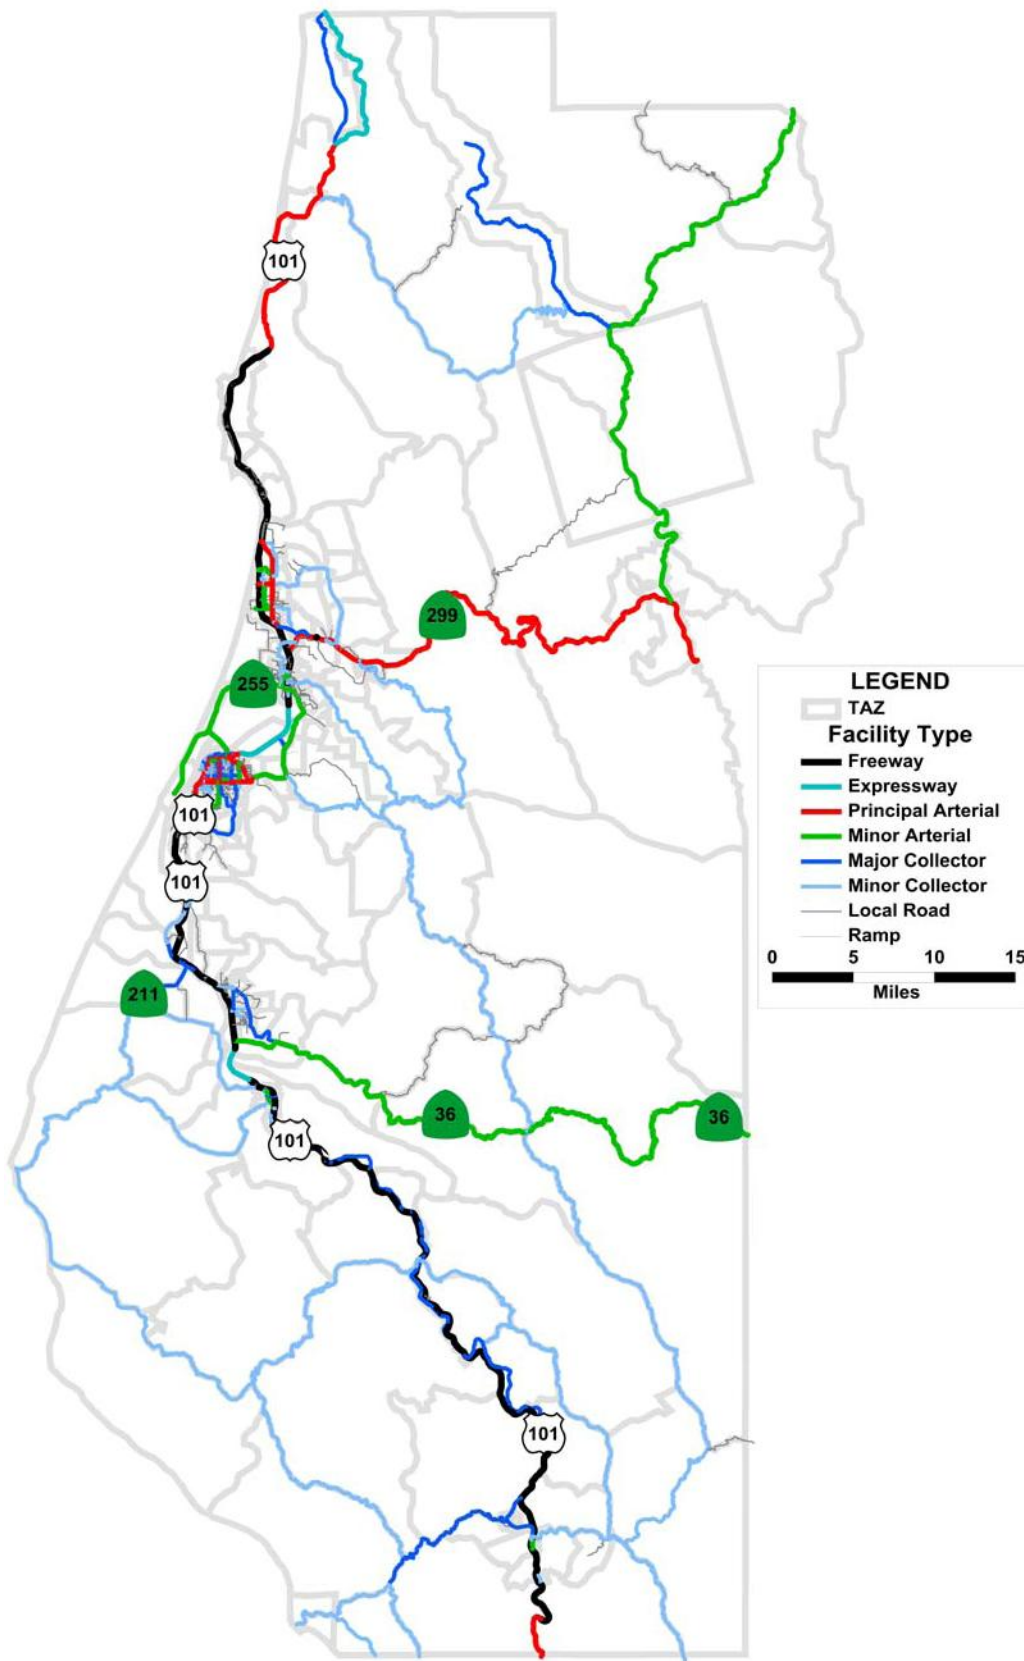 101
299
255
LEGEND
TAZ
Facility Type
Freeway
Expressway
Principal Arterial
Minor Arterial
Major Collector
Minor Collector
Local Road
Ramp
0 5 10 15
Miles
101
101
211
36
36
101
101